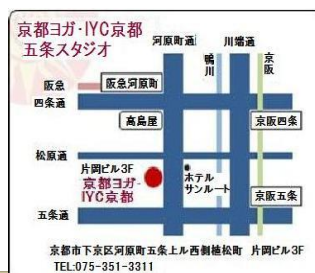 京都ヨガ・IYC京都
五条スタジオ
河原町通
川端通
鴨川
京阪
阪急
阪急河原町
四条通
高島屋
京阪四条
松原通
片岡ビル3F
京都ヨガ・
IYC京都
ホテル
サンルート
京阪五条
五条通
京都市下京区河原町五条上ル西側植松町 片岡ビル3F
TEL:075-351-3311